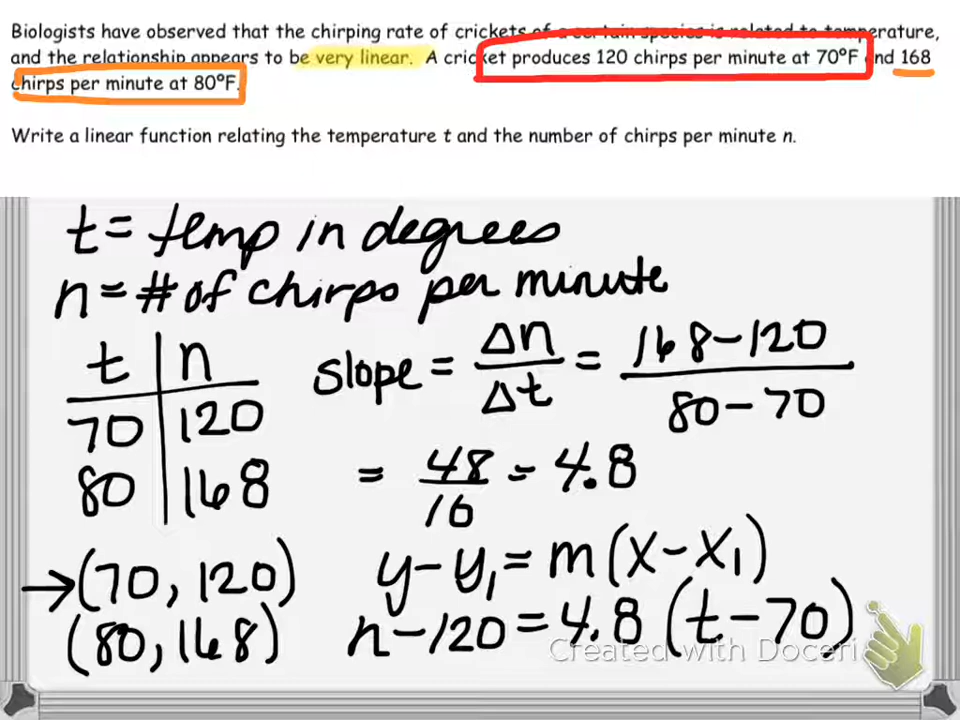 Biologists have observed that the chirping rate of crickets of a certain species is related to temperature,
and the relationship appears to be very linear. A cricket produces 120 chirps per minute at 70°F and 168
chirps per minute at 80°F.
Write a linear function relating the temperature t and the number of chirps per minute n.
t = temp in degrees
n = # of chirps per minute
t | n
70 | 120
80 | 168
slope = Δn/Δt = (168-120)/(80-70)
= 48/10 = 4.8
→(70, 120)
(80, 168)
y - y₁ = m(x - x₁)
n - 120 = 4.8(t - 70)
Created with Doceri